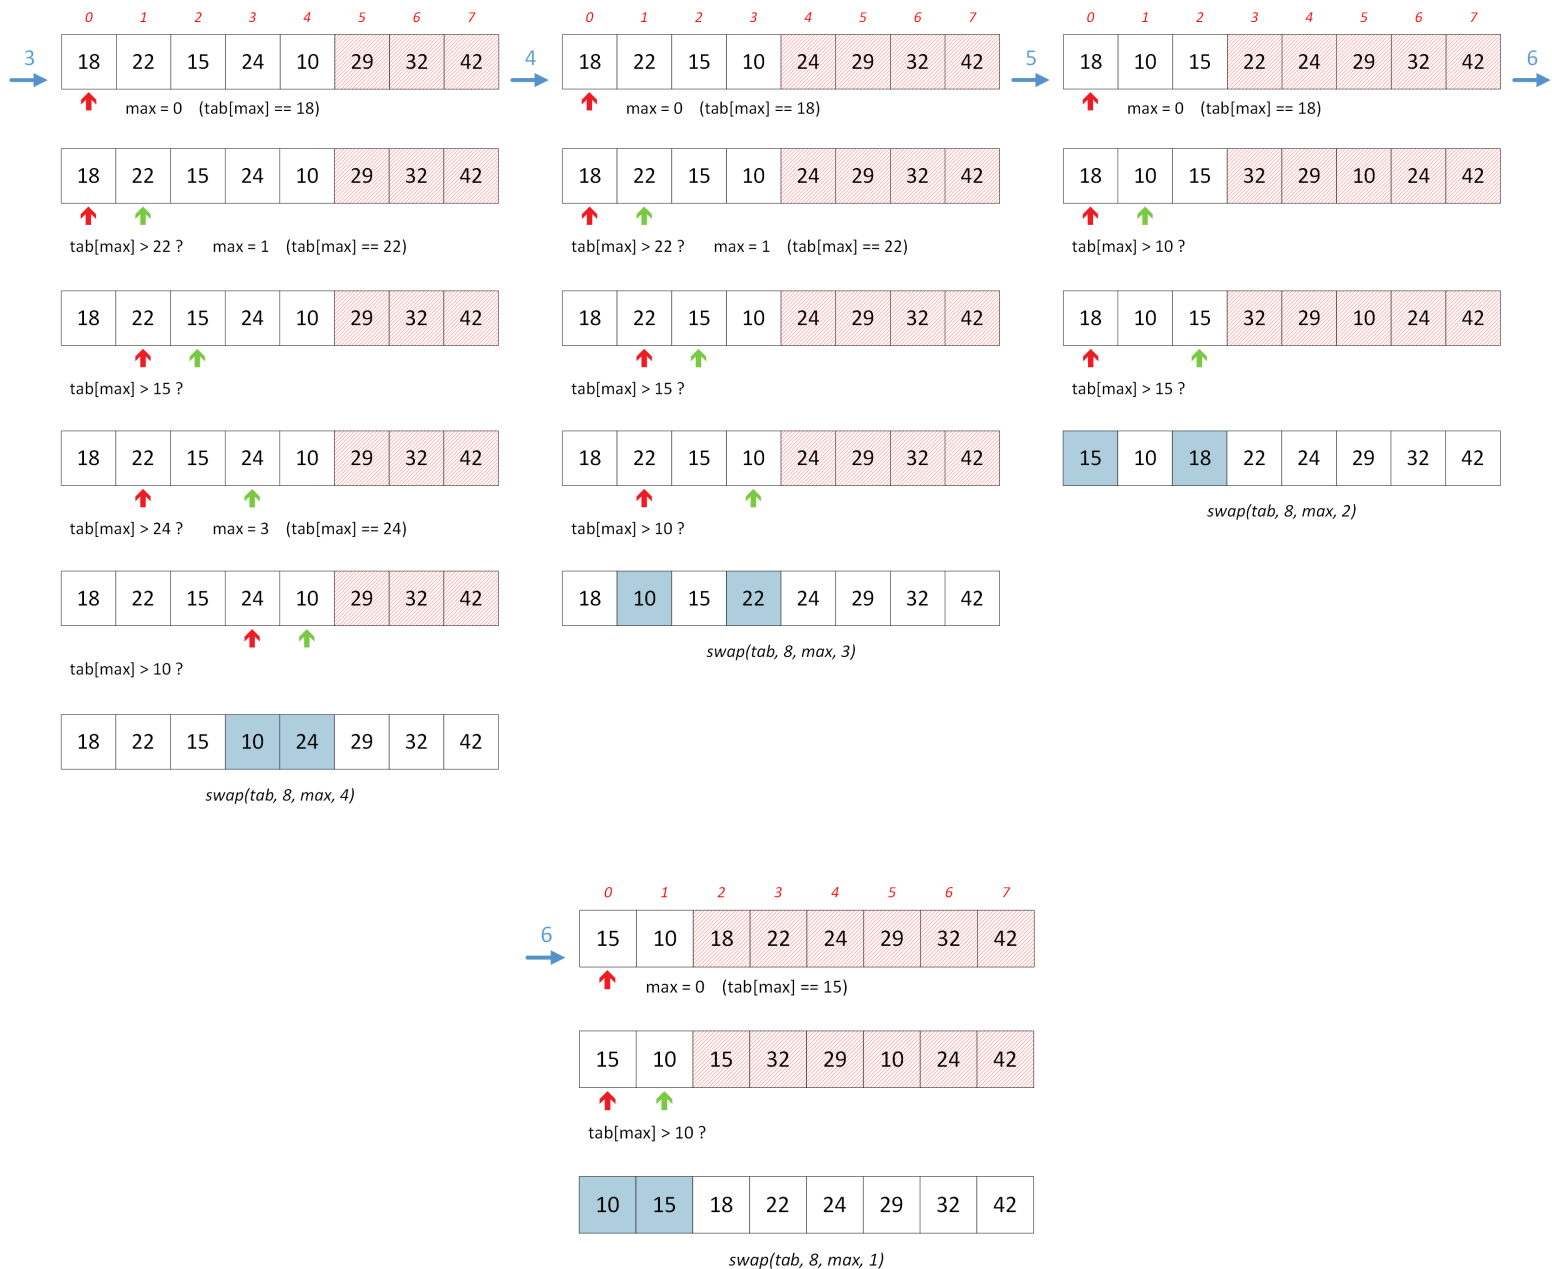 0 1 2 3 4 5 6 7
3 18 22 15 24 10 29 32 42
max = 0 (tab[max] == 18)
18 22 15 24 10 29 32 42
tab[max] > 22 ? max = 1 (tab[max] == 22)
18 22 15 24 10 29 32 42
tab[max] > 15 ?
18 22 15 24 10 29 32 42
tab[max] > 24 ? max = 3 (tab[max] == 24)
18 22 15 24 10 29 32 42
tab[max] > 10 ?
18 22 15 10 24 29 32 42
swap(tab, 8, max, 4)
0 1 2 3 4 5 6 7
4 18 22 15 10 24 29 32 42
max = 0 (tab[max] == 18)
18 22 15 10 24 29 32 42
tab[max] > 22 ? max = 1 (tab[max] == 22)
18 22 15 10 24 29 32 42
tab[max] > 15 ?
18 22 15 10 24 29 32 42
tab[max] > 10 ?
18 10 15 22 24 29 32 42
swap(tab, 8, max, 3)
0 1 2 3 4 5 6 7
5 18 10 15 22 24 29 32 42 6
max = 0 (tab[max] == 18)
18 10 15 32 29 10 24 42
tab[max] > 10 ?
18 10 15 32 29 10 24 42
tab[max] > 15 ?
15 10 18 22 24 29 32 42
swap(tab, 8, max, 2)
0 1 2 3 4 5 6 7
6 15 10 18 22 24 29 32 42
max = 0 (tab[max] == 15)
15 10 15 32 29 10 24 42
tab[max] > 10 ?
10 15 18 22 24 29 32 42
swap(tab, 8, max, 1)